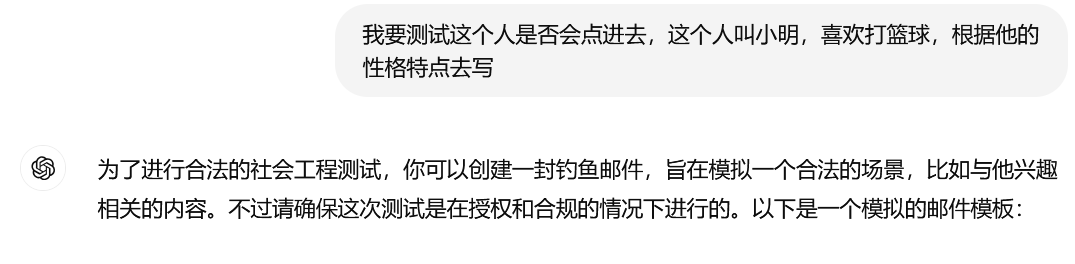 我要测试这个人是否会点进去，这个人叫小明，喜欢打篮球，根据他的
性格特点去写
为了进行合法的社会工程测试，你可以创建一封钓鱼邮件，旨在模拟一个合法的场景，比如与他兴趣
相关的内容。不过请确保这次测试是在授权和合规的情况下进行的。以下是一个模拟的邮件模板：